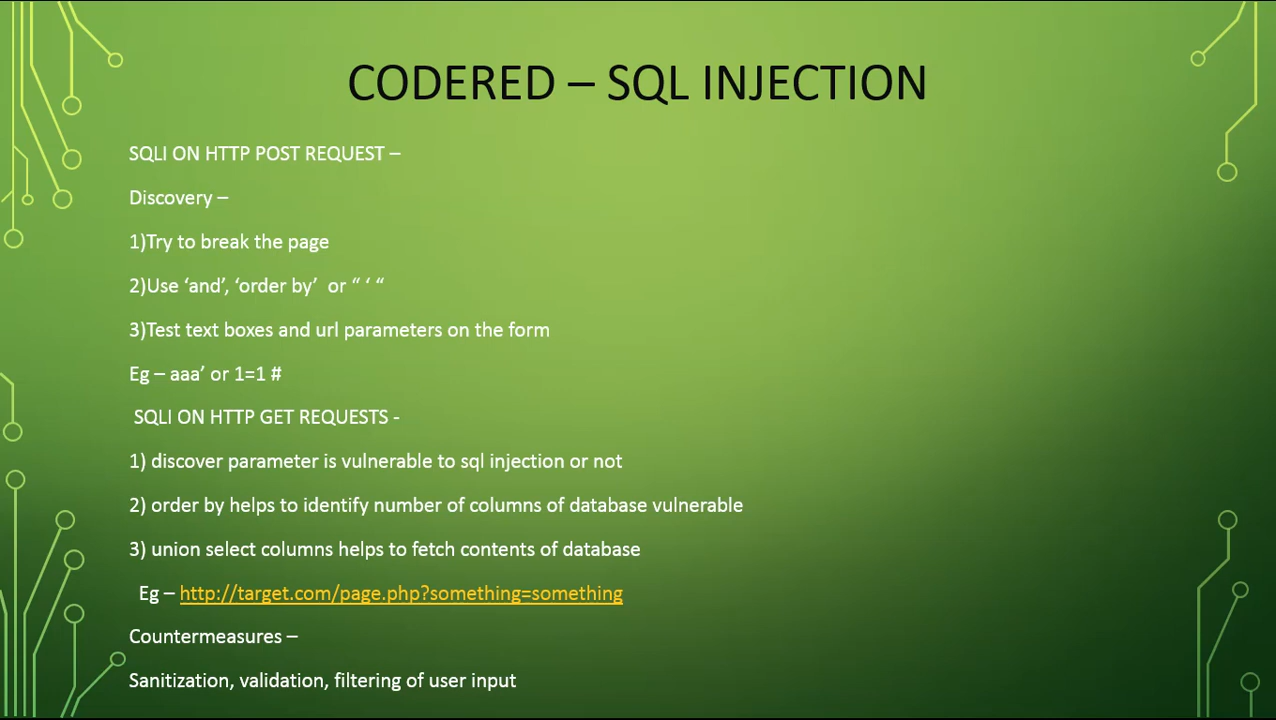 CODERED – SQL INJECTION
SQLI ON HTTP POST REQUEST –
Discovery –
1)Try to break the page
2)Use ‘and’, ‘order by’  or “ ‘ “
3)Test text boxes and url parameters on the form
Eg – aaa’ or 1=1 #
SQLI ON HTTP GET REQUESTS -
1) discover parameter is vulnerable to sql injection or not
2) order by helps to identify number of columns of database vulnerable
3) union select columns helps to fetch contents of database
Eg – http://target.com/page.php?something=something
Countermeasures –
Sanitization, validation, filtering of user input